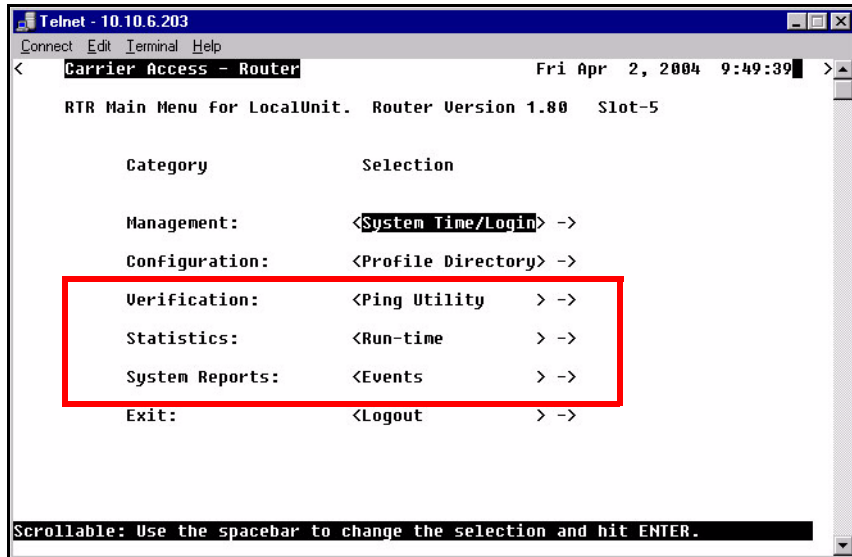 Telnet - 10.10.6.203
Connect Edit Terminal Help
< Carrier Access - Router Fri Apr 2, 2004 9:49:39 >
RTR Main Menu for LocalUnit. Router Version 1.80 Slot-5
Category Selection
Management: <System Time/Login> ->
Configuration: <Profile Directory> ->
Verification: <Ping Utility > ->
Statistics: <Run-time > ->
System Reports: <Events > ->
Exit: <Logout > ->
Scrollable: Use the spacebar to change the selection and hit ENTER.